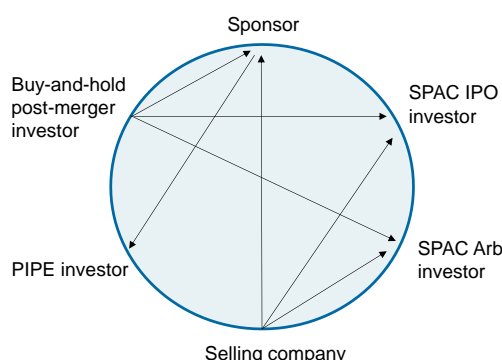 Sponsor
Buy-and-hold
post-merger
investor
SPAC IPO
investor
PIPE investor
SPAC Arb
investor
Selling company